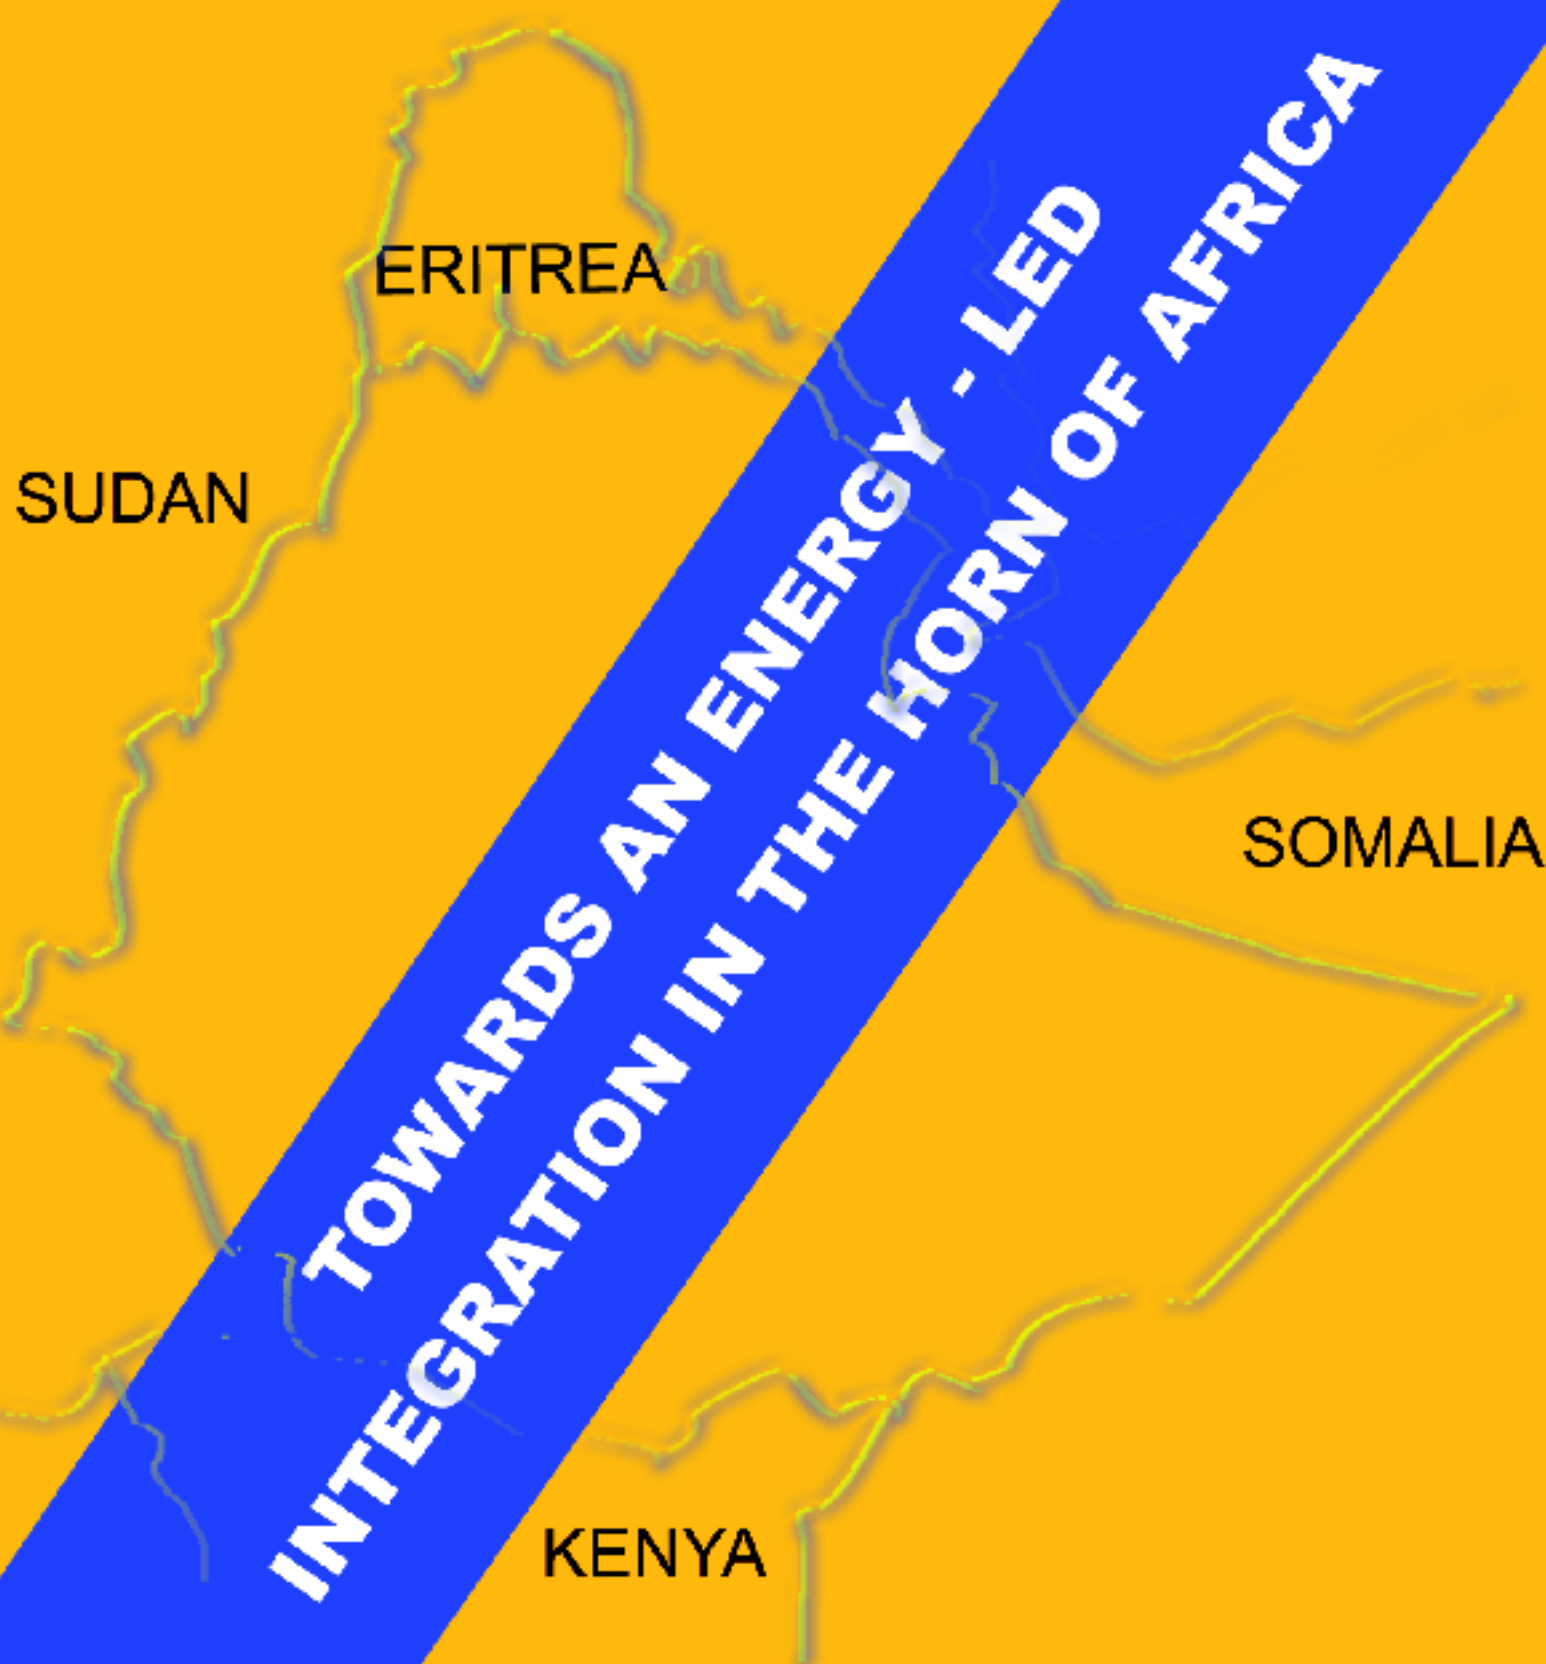 ERITREA
SUDAN
TOWARDS AN ENERGY - LED
INTEGRATION IN THE HORN OF AFRICA
SOMALIA
KENYA